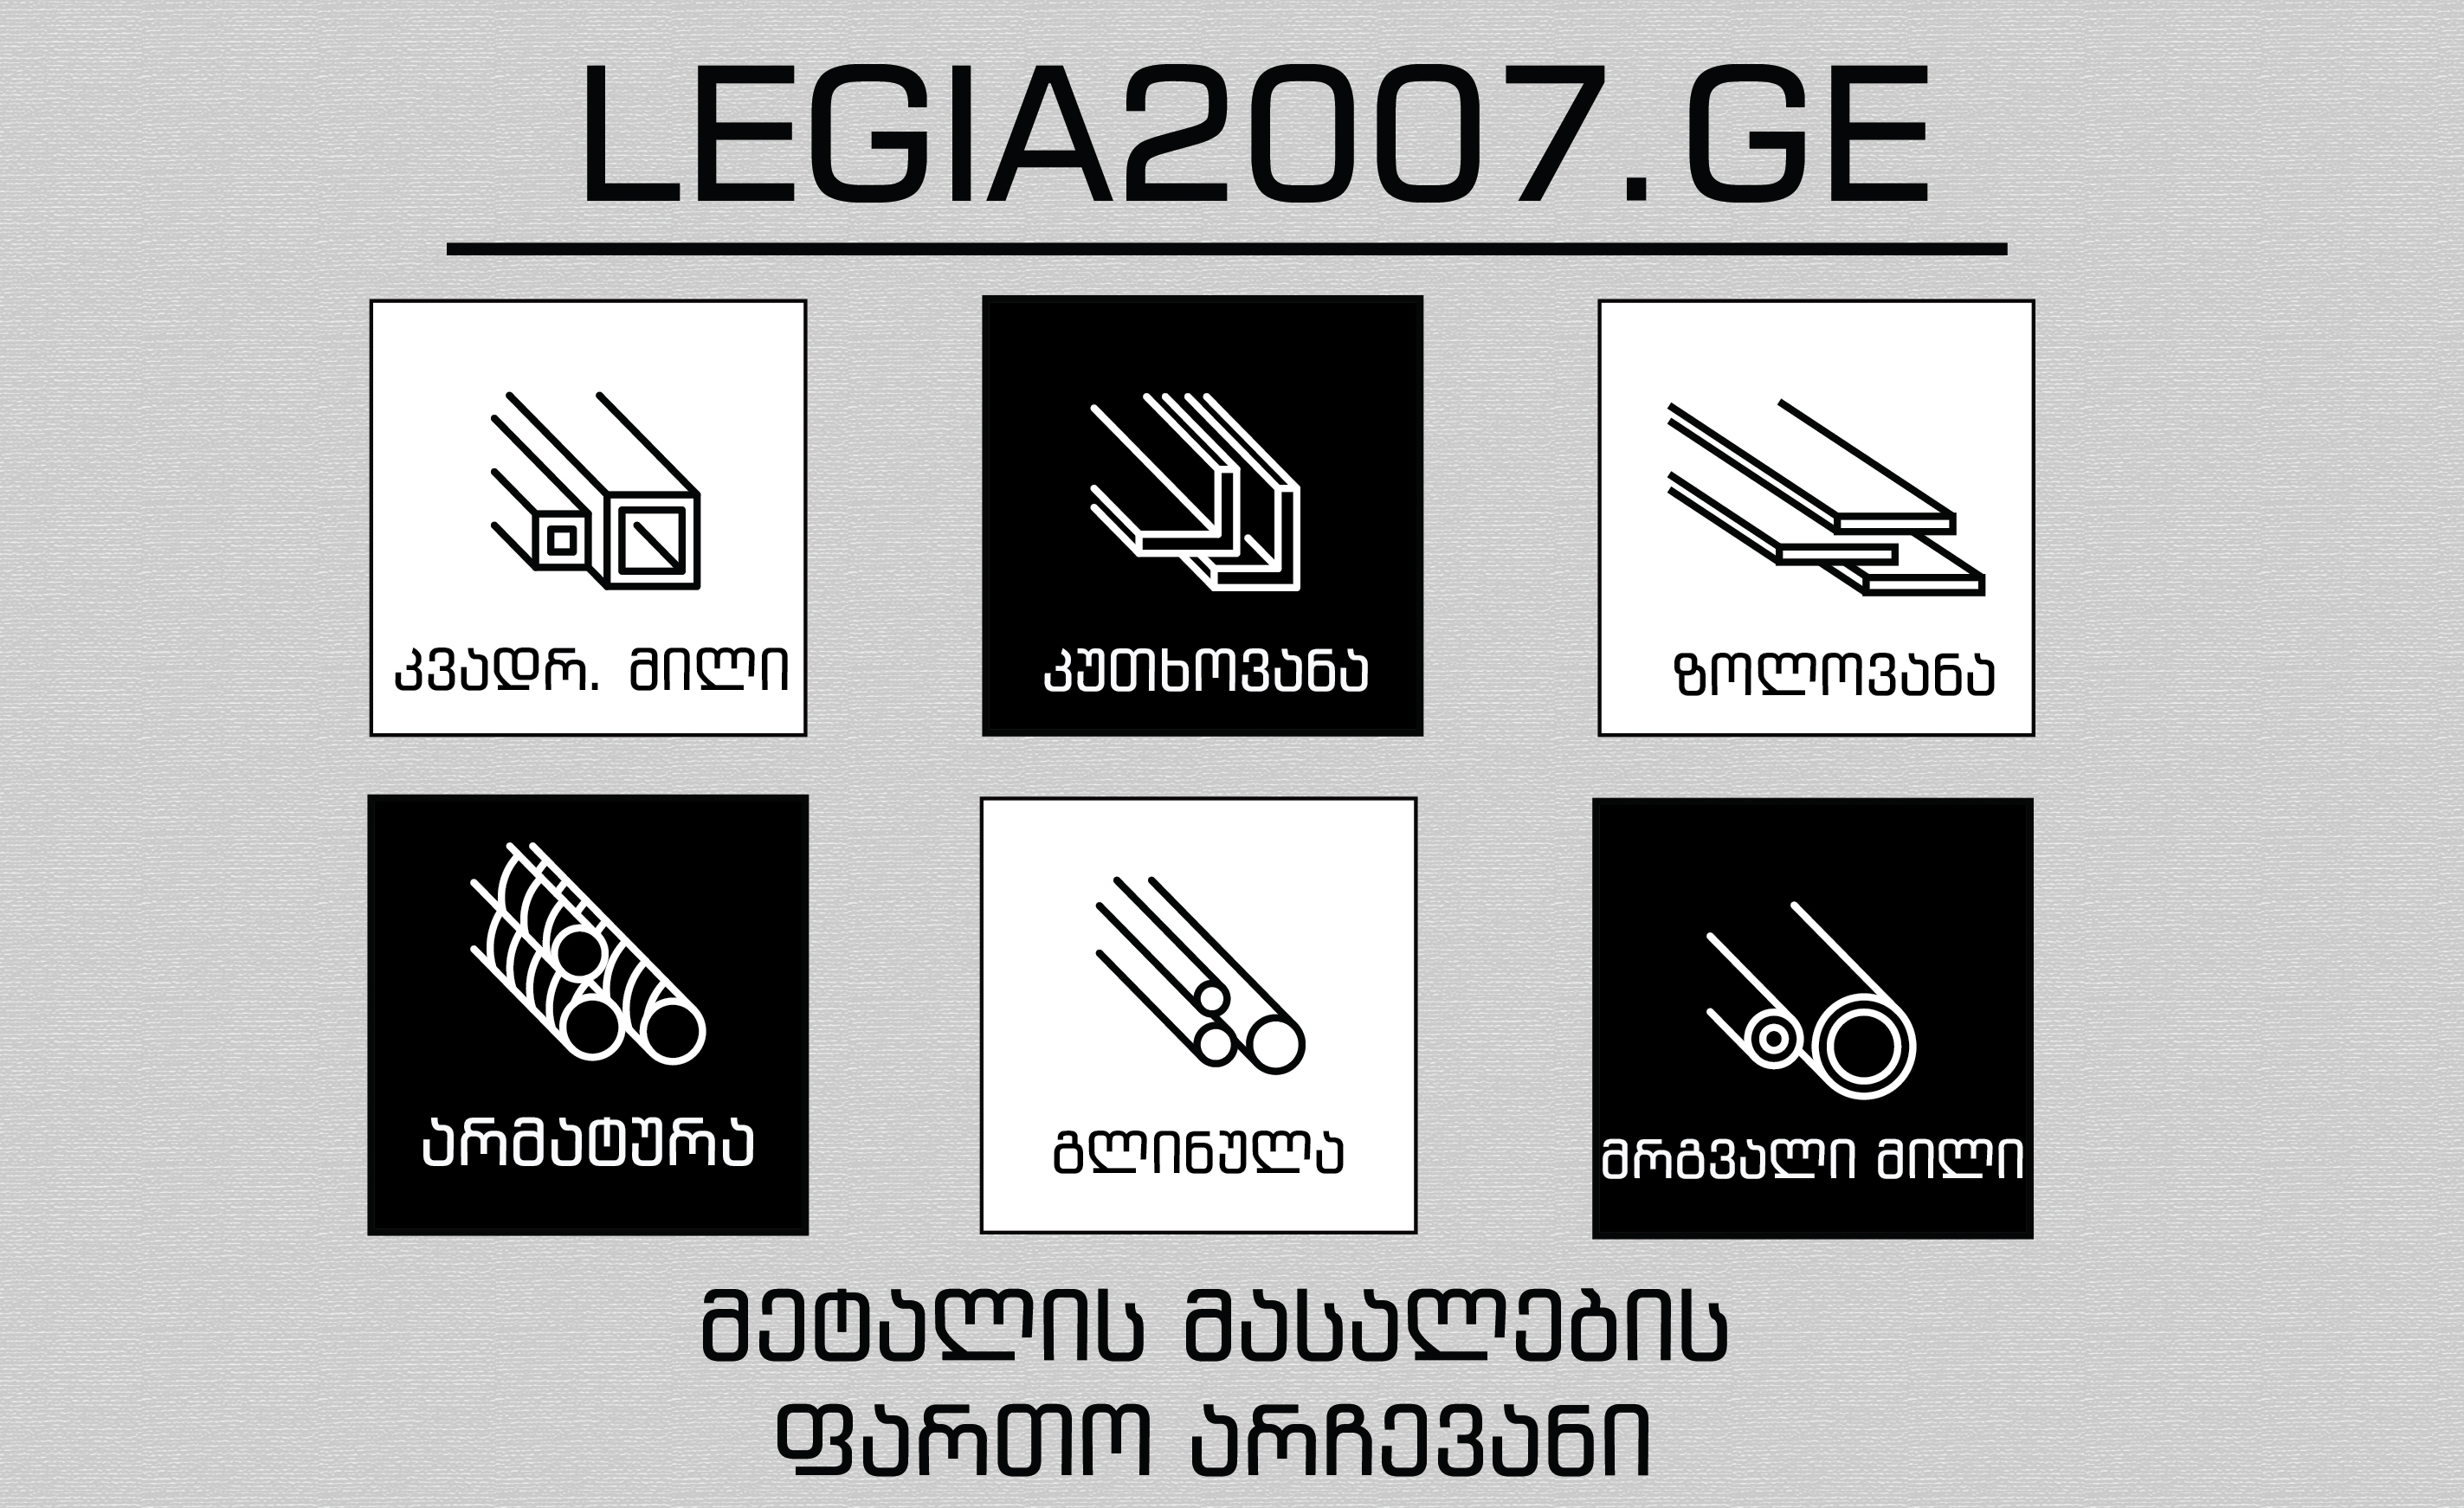 LEGIA2007.GE
კვადრ. მილი
კუთხოვანა
ზოლოვანა
არმატურა
გლინულა
მრგვალი მილი
მეტალის მასალების
ფართო არჩევანი